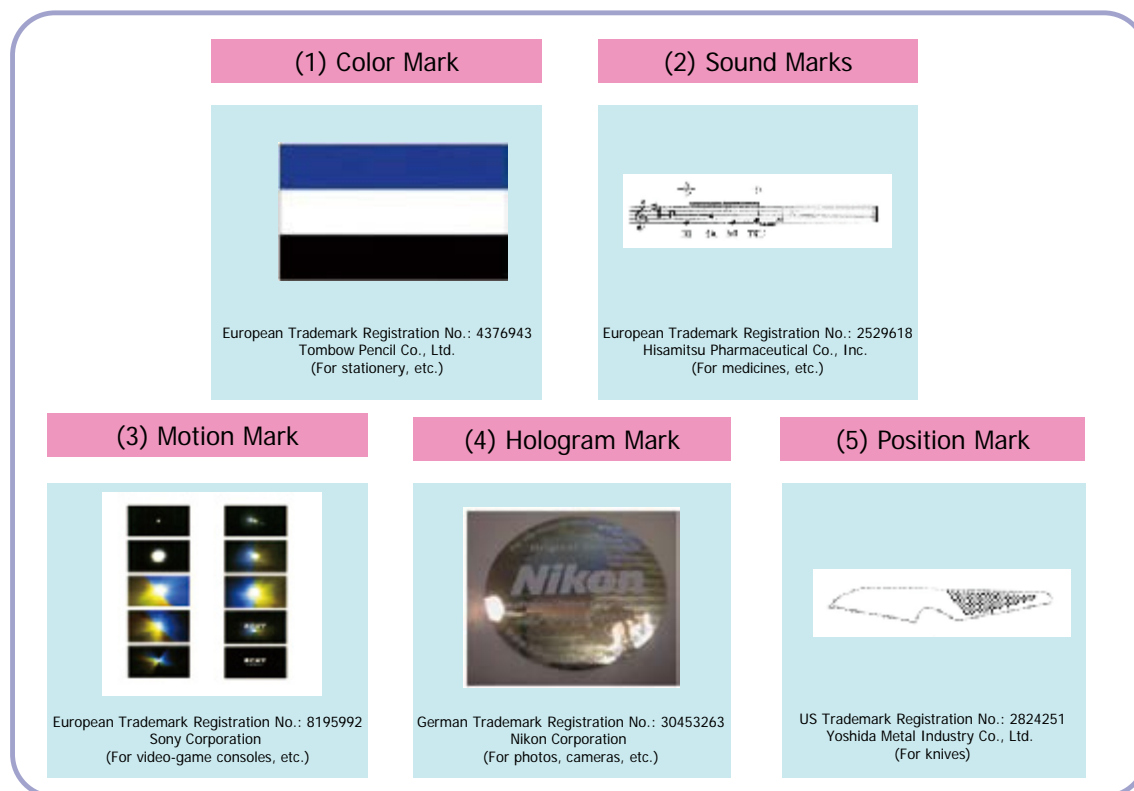 (1) Color Mark
(2) Sound Marks
European Trademark Registration No.: 4376943
Tombow Pencil Co., Ltd.
(For stationery, etc.)
European Trademark Registration No.: 2529618
Hisamitsu Pharmaceutical Co., Inc.
(For medicines, etc.)
(3) Motion Mark
(4) Hologram Mark
(5) Position Mark
Nikon
European Trademark Registration No.: 8195992
Sony Corporation
(For video-game consoles, etc.)
German Trademark Registration No.: 30453263
Nikon Corporation
(For photos, cameras, etc.)
US Trademark Registration No.: 2824251
Yoshida Metal Industry Co., Ltd.
(For knives)